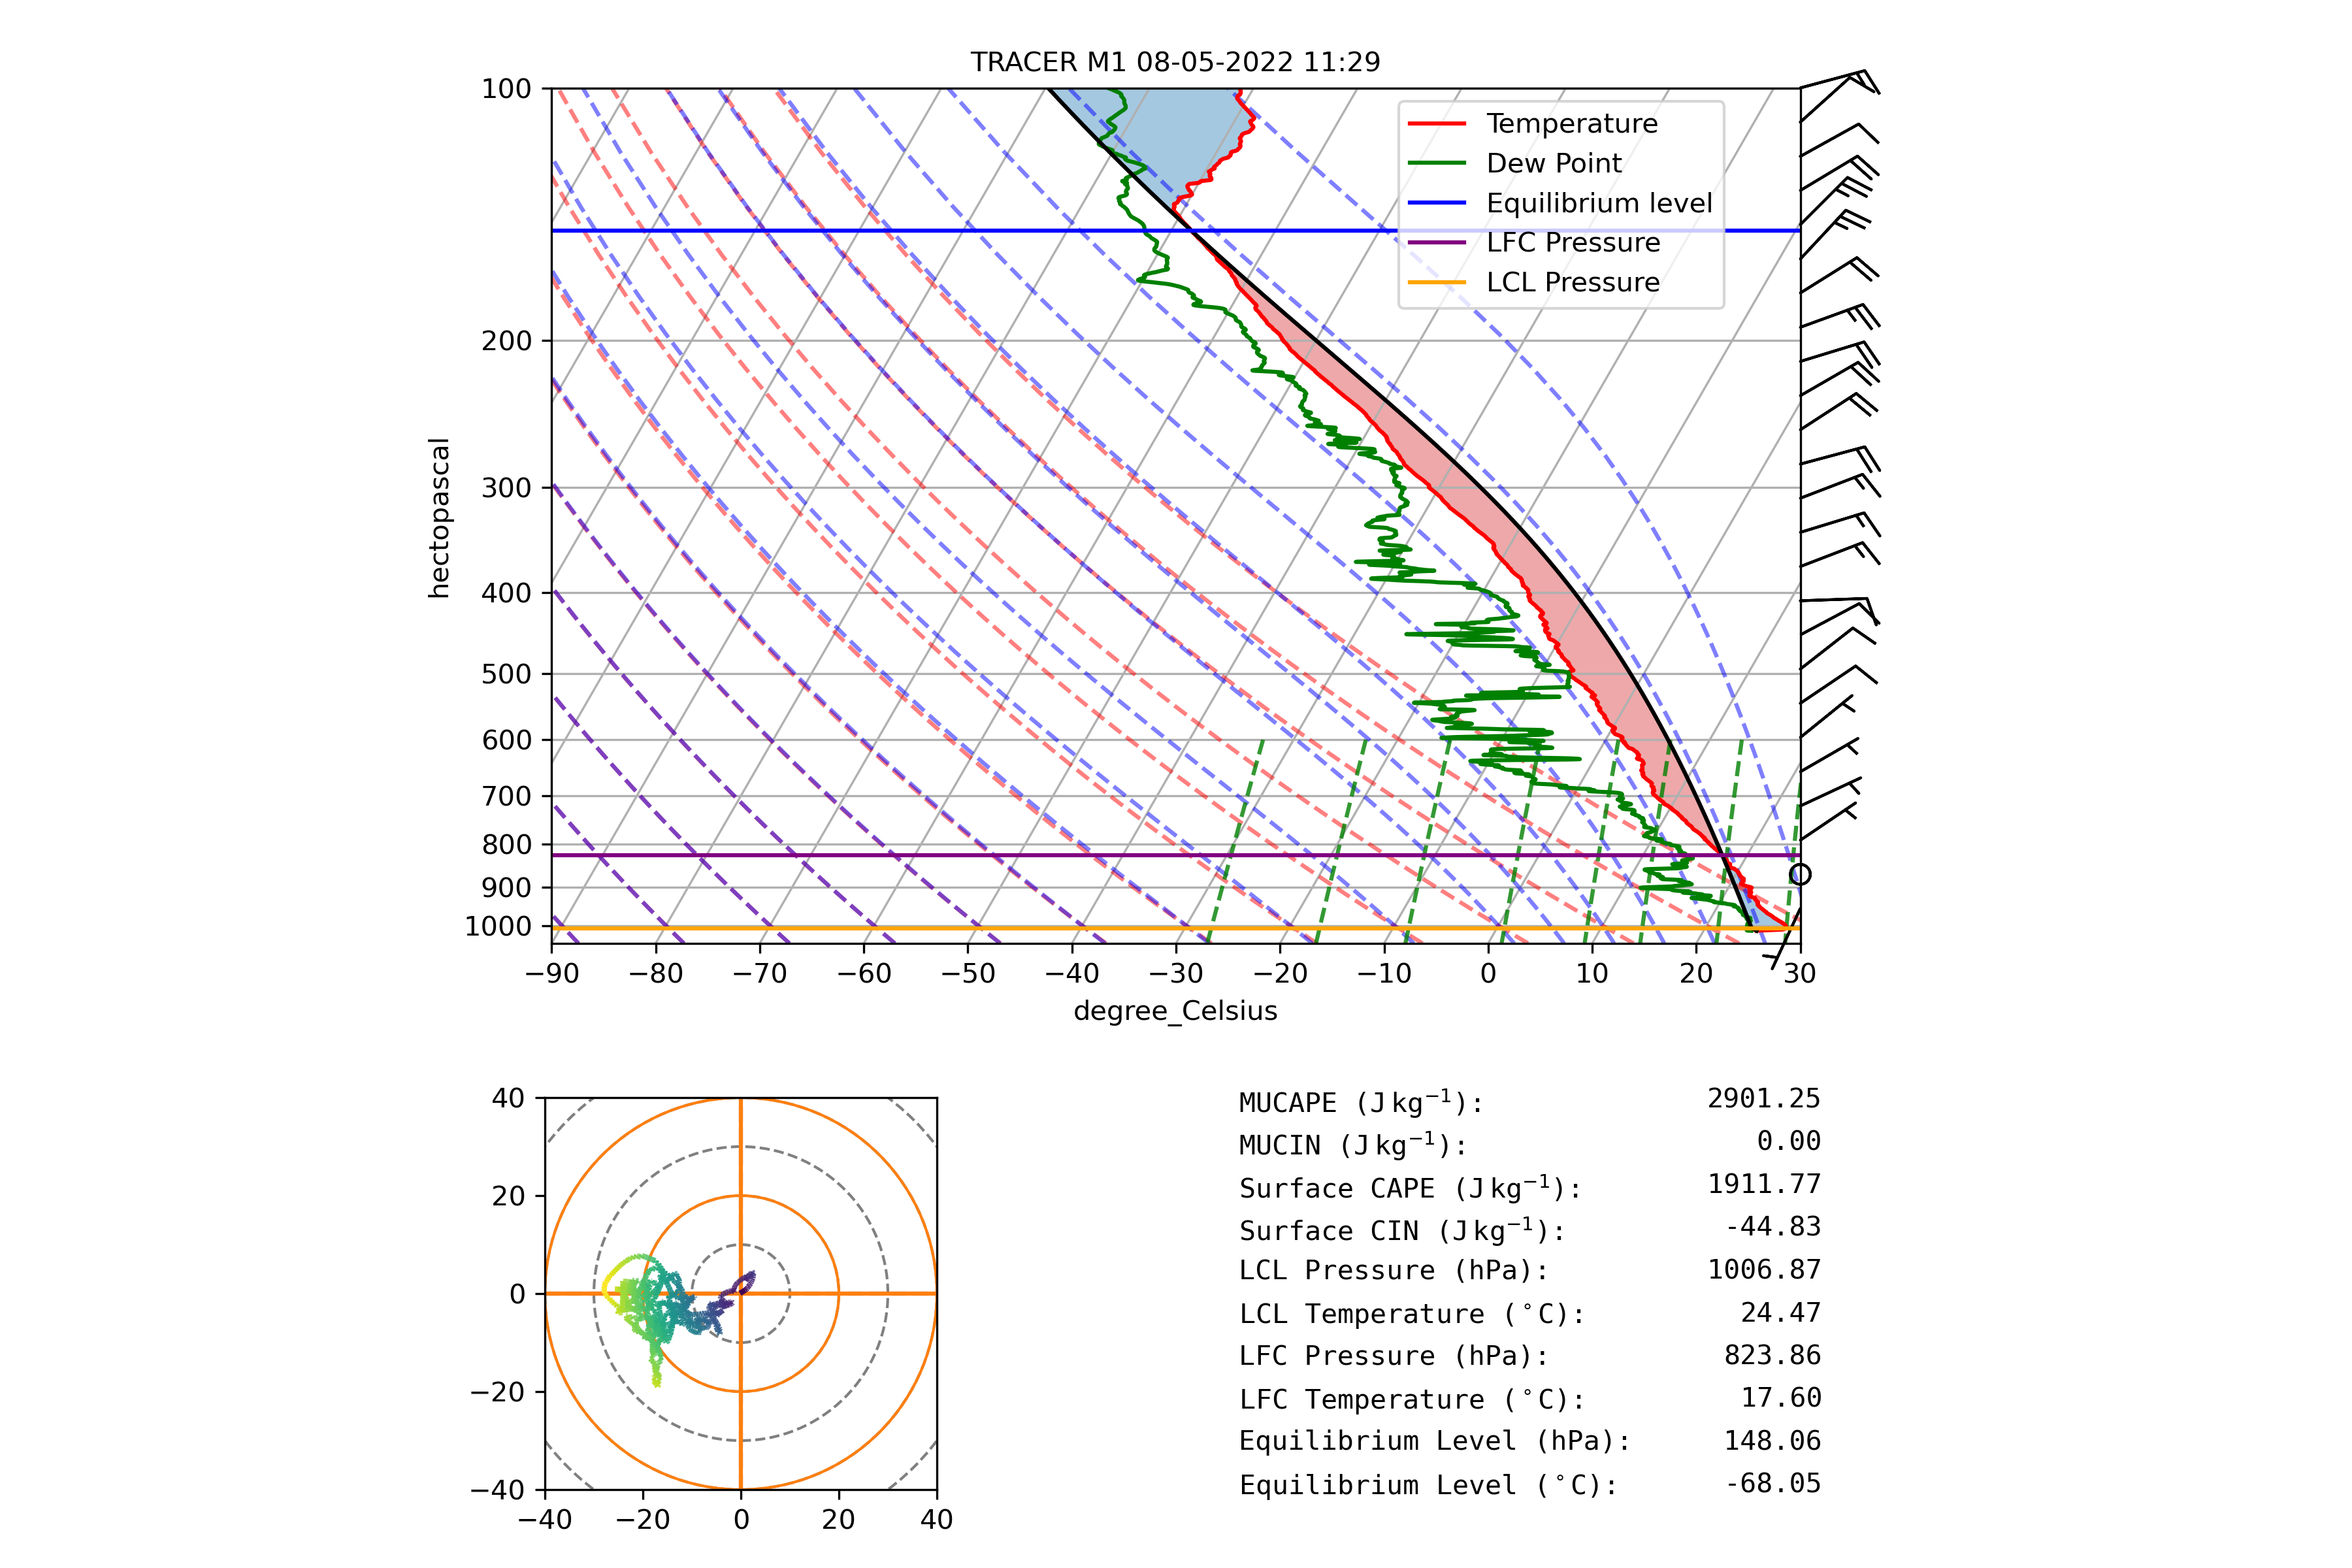 TRACER M1 08-05-2022 11:29
100
200
300
400
500
600
700
800
900
1000
hectopascal
Temperature
Dew Point
Equilibrium level
LFC Pressure
LCL Pressure
−90 −80 −70 −60 −50 −40 −30 −20 −10 0 10 20 30
degree_Celsius
40
20
0
−20
−40
−40 −20 0 20 40
MUCAPE (J kg⁻¹): 2901.25
MUCIN (J kg⁻¹): 0.00
Surface CAPE (J kg⁻¹): 1911.77
Surface CIN (J kg⁻¹): -44.83
LCL Pressure (hPa): 1006.87
LCL Temperature (°C): 24.47
LFC Pressure (hPa): 823.86
LFC Temperature (°C): 17.60
Equilibrium Level (hPa): 148.06
Equilibrium Level (°C): -68.05